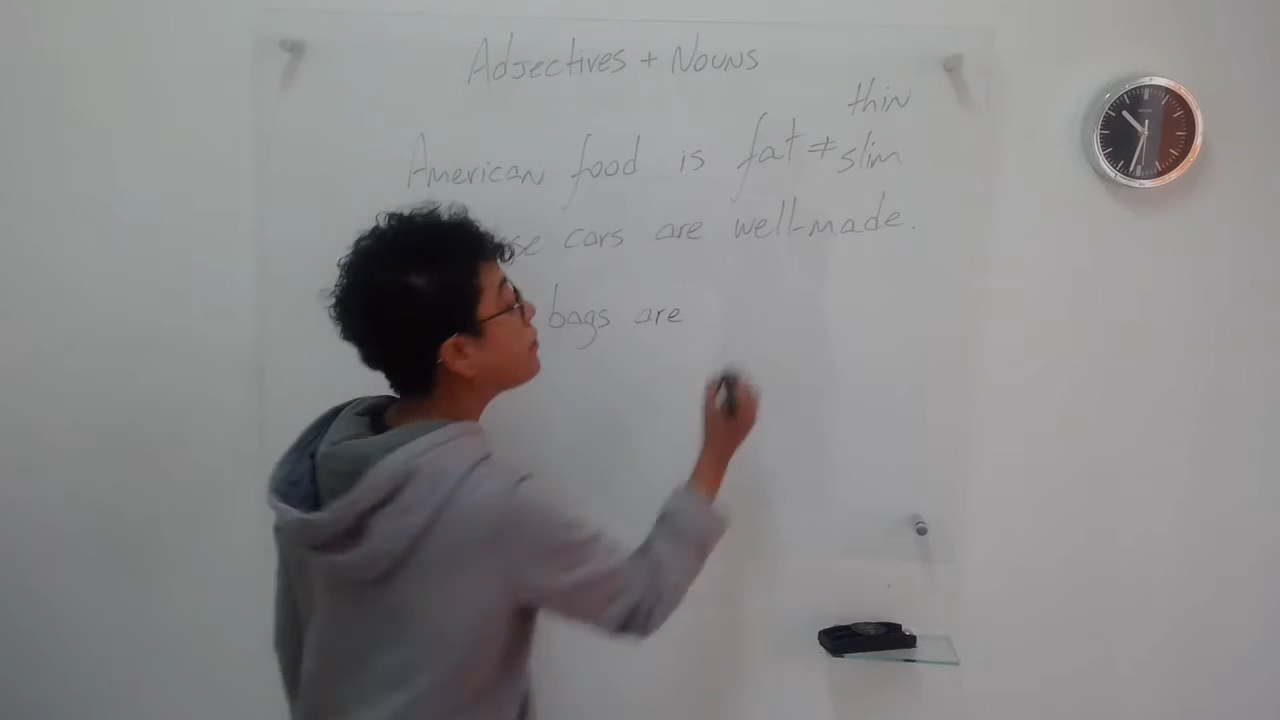 Adjectives + Nouns
thin
American food is fat ≠ slim
cars are well-made.
bags are